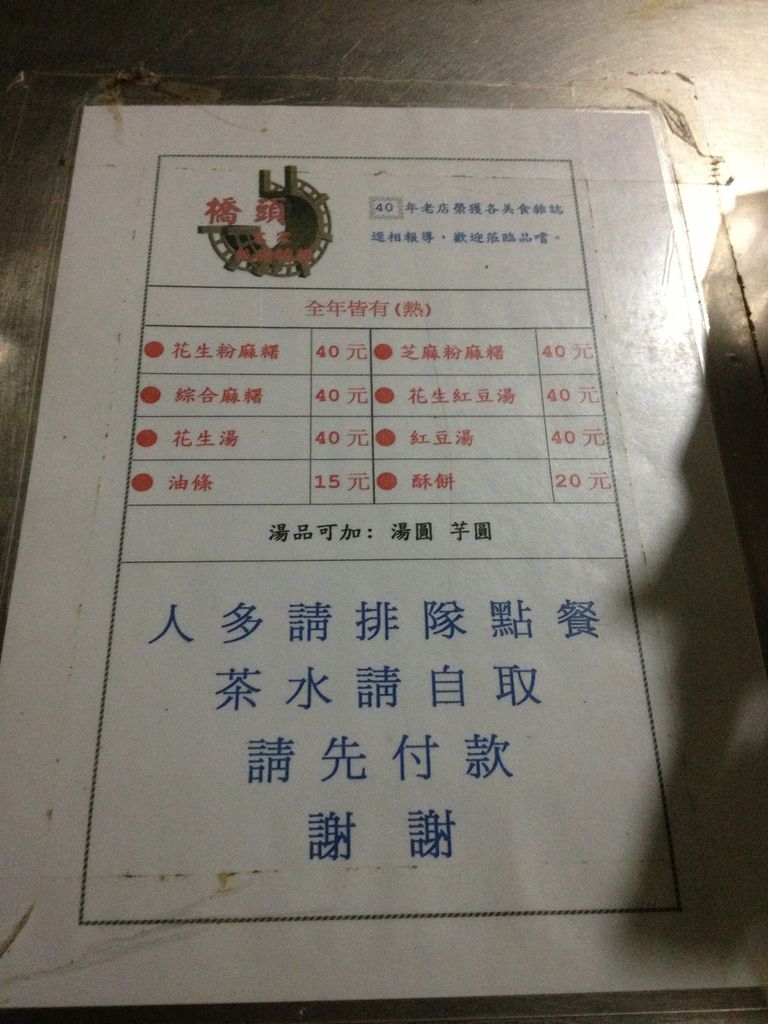 橋頭
40年老店榮獲各美食雜誌
逕相報導，歡迎蒞臨品嚐。
全年皆有(熱)
●花生粉麻糬 40元 ●芝麻粉麻糬 40元
●綜合麻糬 40元 ●花生紅豆湯 40元
●花生湯 40元 ●紅豆湯 40元
●油條 15元 ●酥餅 20元
湯品可加: 湯圓 芋圓
人多請排隊點餐
茶水請自取
請先付款
謝謝